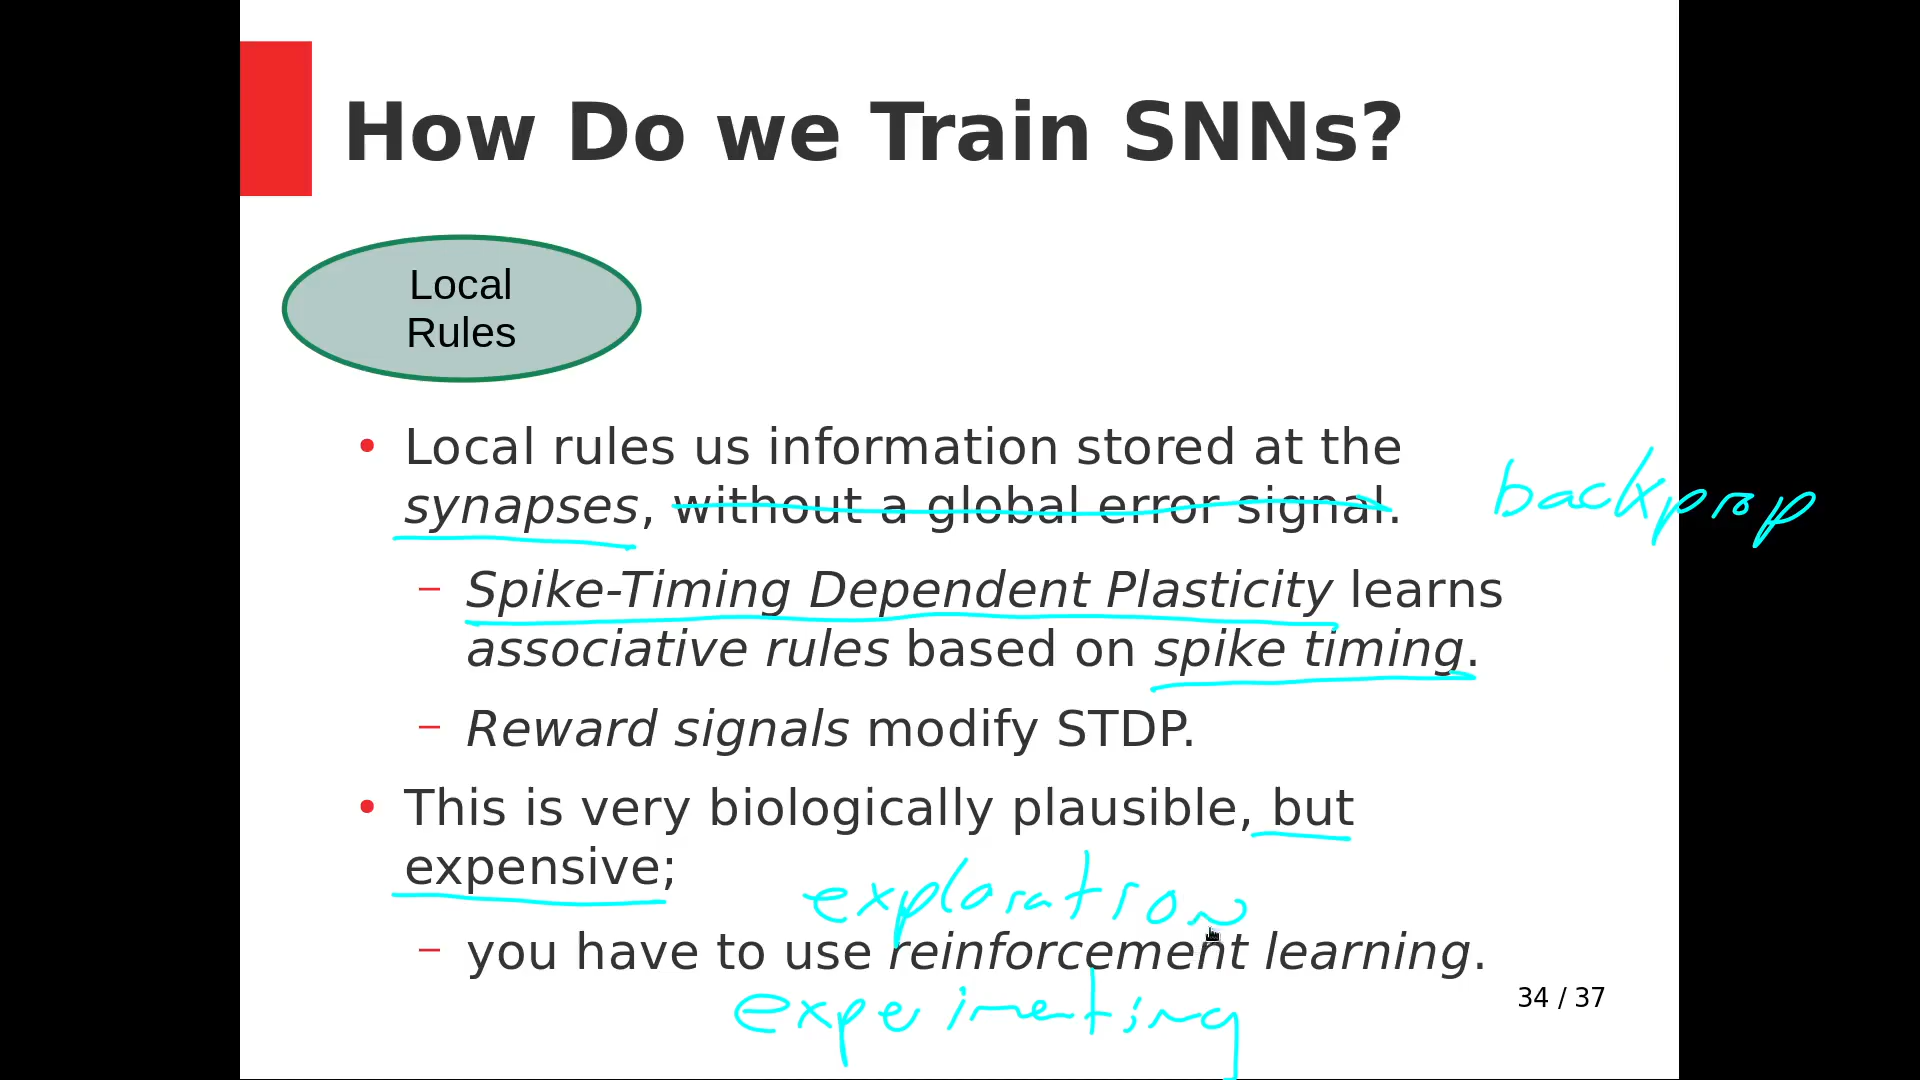 How Do we Train SNNs?
Local
Rules
• Local rules us information stored at the
synapses, without a global error signal.
backprop
– Spike-Timing Dependent Plasticity learns
associative rules based on spike timing.
– Reward signals modify STDP.
• This is very biologically plausible, but
expensive;
exploration
– you have to use reinforcement learning.
34 / 37
experimenting